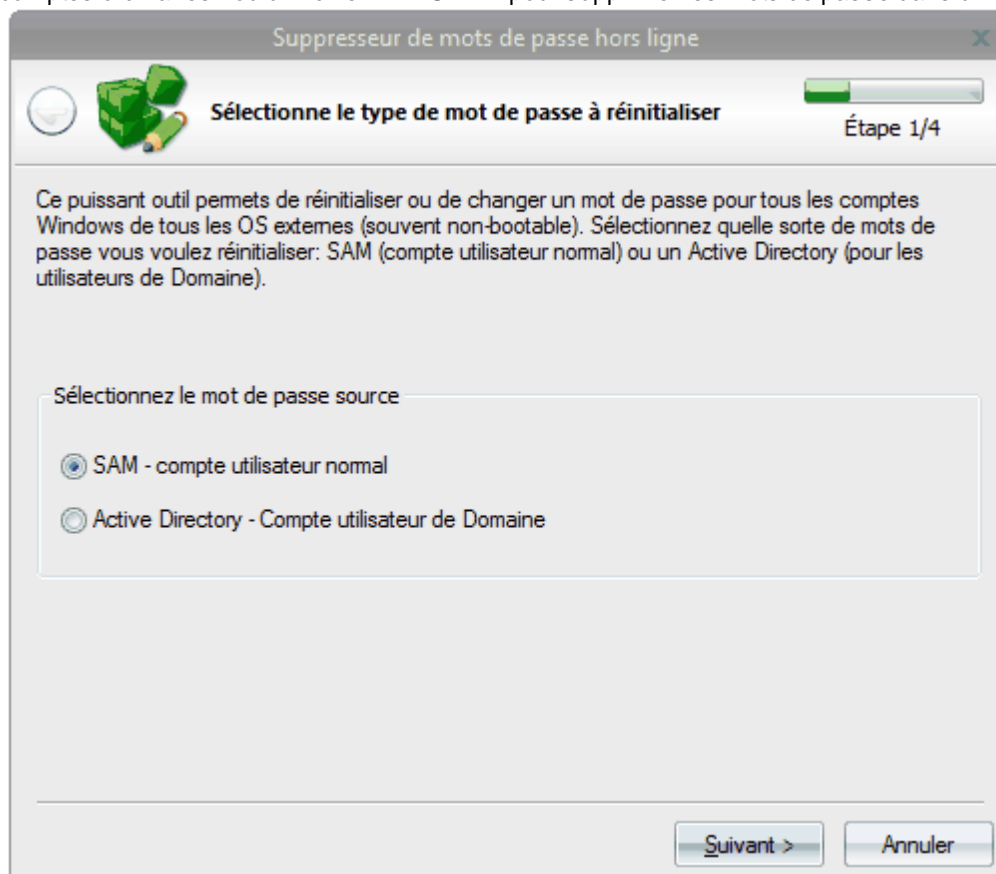 Suppresseur de mots de passe hors ligne
Sélectionne le type de mot de passe à réinitialiser
Étape 1/4
Ce puissant outil permets de réinitialiser ou de changer un mot de passe pour tous les comptes
Windows de tous les OS externes (souvent non-bootable). Sélectionnez quelle sorte de mots de
passe vous voulez réinitialiser: SAM (compte utilisateur normal) ou un Active Directory (pour les
utilisateurs de Domaine).
Sélectionnez le mot de passe source
SAM - compte utilisateur normal
Active Directory - Compte utilisateur de Domaine
Suivant >
Annuler